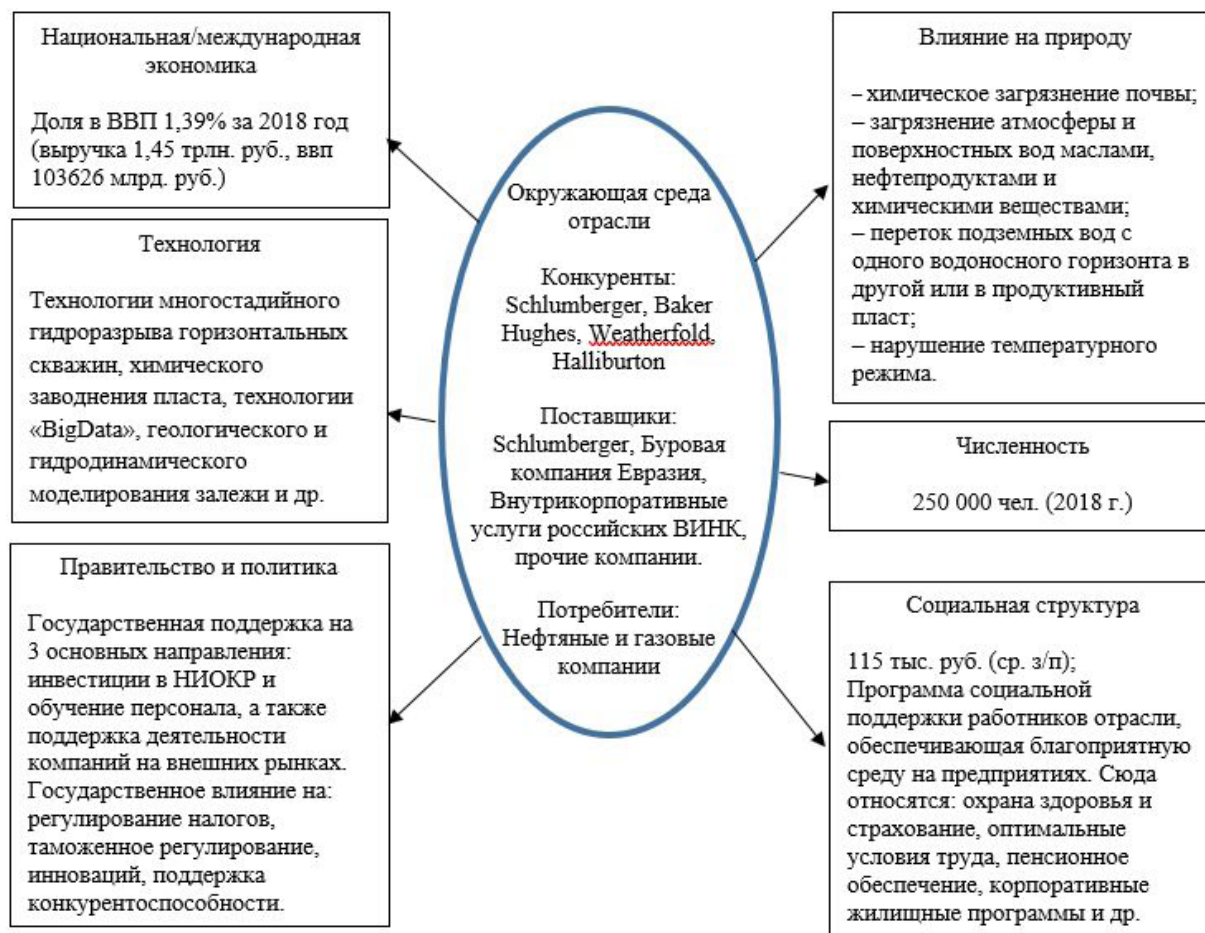 Национальная/международная
экономика
Доля в ВВП 1,39% за 2018 год
(выручка 1,45 трлн. руб., ввп
103626 млрд. руб.)
Технология
Технологии многостадийного
гидроразрыва горизонтальных
скважин, химического
заводнения пласта, технологии
«BigData», геологического и
гидродинамического
моделирования залежи и др.
Правительство и политика
Государственная поддержка на
3 основных направления:
инвестиции в НИОКР и
обучение персонала, а также
поддержка деятельности
компаний на внешних рынках.
Государственное влияние на:
регулирование налогов,
таможенное регулирование,
инноваций, поддержка
конкурентоспособности.
Окружающая среда
отрасли
Конкуренты:
Schlumberger, Baker
Hughes, Weatherfold,
Halliburton
Поставщики:
Schlumberger, Буровая
компания Евразия,
Внутрикорпоративные
услуги российских ВИНК,
прочие компании.
Потребители:
Нефтяные и газовые
компании
Влияние на природу
– химическое загрязнение почвы;
– загрязнение атмосферы и
поверхностных вод маслами,
нефтепродуктами и
химическими веществами;
– переток подземных вод с
одного водоносного горизонта в
другой или в продуктивный
пласт;
– нарушение температурного
режима.
Численность
250 000 чел. (2018 г.)
Социальная структура
115 тыс. руб. (ср. з/п);
Программа социальной
поддержки работников отрасли,
обеспечивающая благоприятную
среду на предприятиях. Сюда
относятся: охрана здоровья и
страхование, оптимальные
условия труда, пенсионное
обеспечение, корпоративные
жилищные программы и др.